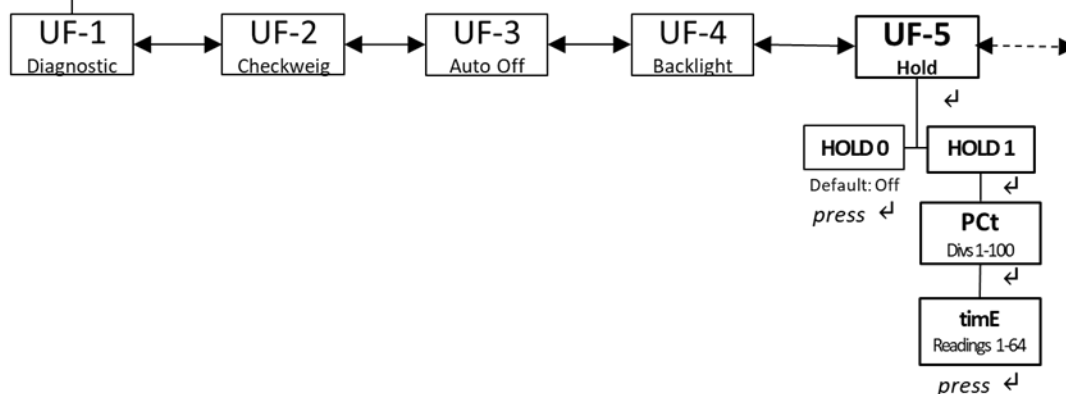 UF-1
Diagnostic
UF-2
Checkweig
UF-3
Auto Off
UF-4
Backlight
UF-5
Hold
↵
HOLD 0
HOLD 1
Default: Off
press ↵
↵
PCt
Divs 1-100
↵
timE
Readings 1-64
press ↵